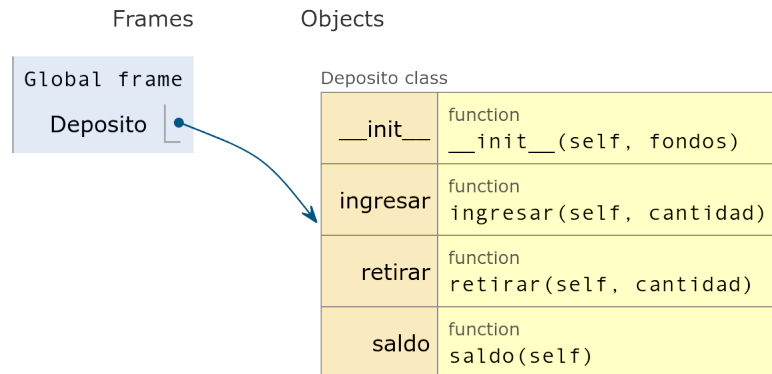 Frames
Objects
Global frame
Deposito
Deposito class
__init__
function
__init__(self, fondos)
ingresar
function
ingresar(self, cantidad)
retirar
function
retirar(self, cantidad)
saldo
function
saldo(self)